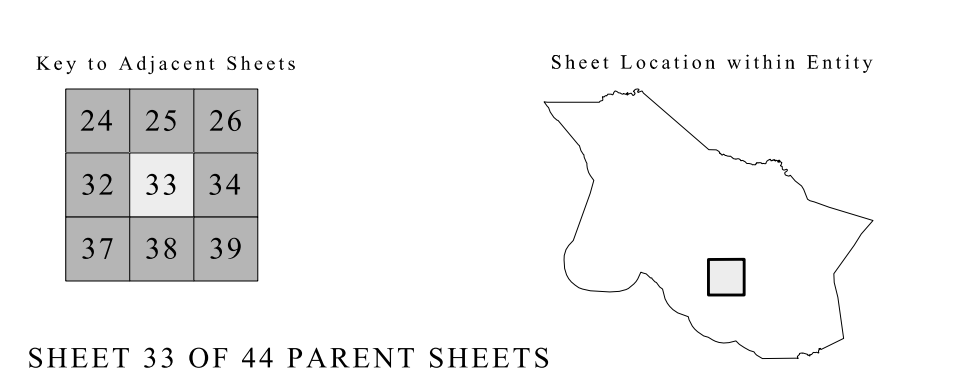 Key to Adjacent Sheets
Sheet Location within Entity
24 25 26
32 33 34
37 38 39
SHEET 33 OF 44 PARENT SHEETS